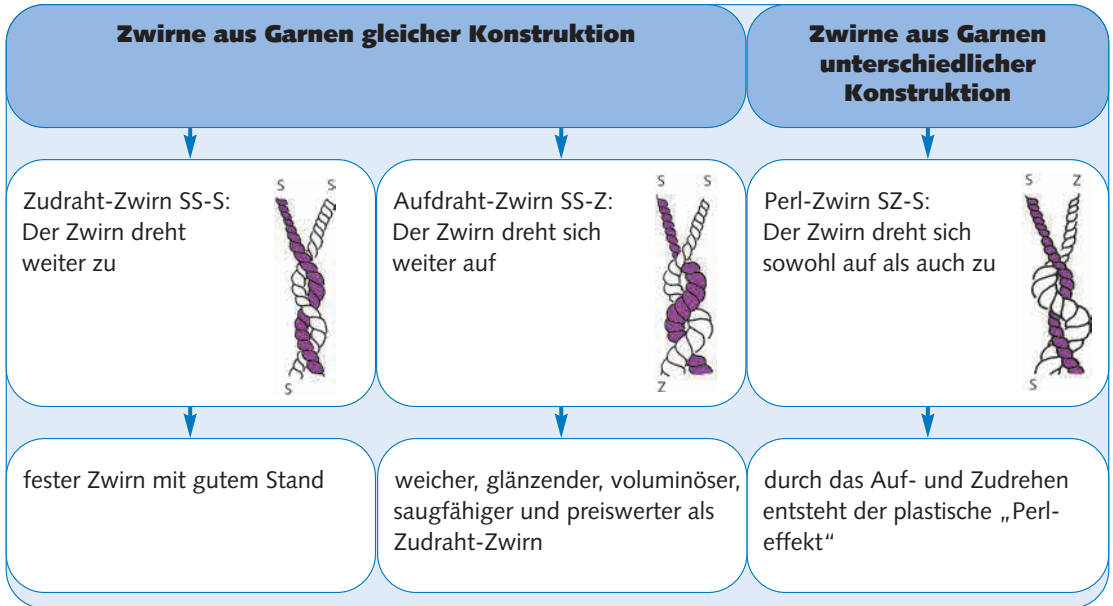 Zwirne aus Garnen gleicher Konstruktion
Zwirne aus Garnen
unterschiedlicher
Konstruktion
Zudraht-Zwirn SS-S:
Der Zwirn dreht
weiter zu
S S
S
Aufdraht-Zwirn SS-Z:
Der Zwirn dreht sich
weiter auf
S S
Z
Perl-Zwirn SZ-S:
Der Zwirn dreht sich
sowohl auf als auch zu
S Z
S
fester Zwirn mit gutem Stand
weicher, glänzender, voluminöser,
saugfähiger und preiswerter als
Zudraht-Zwirn
durch das Auf- und Zudrehen
entsteht der plastische „Perl-
effekt“